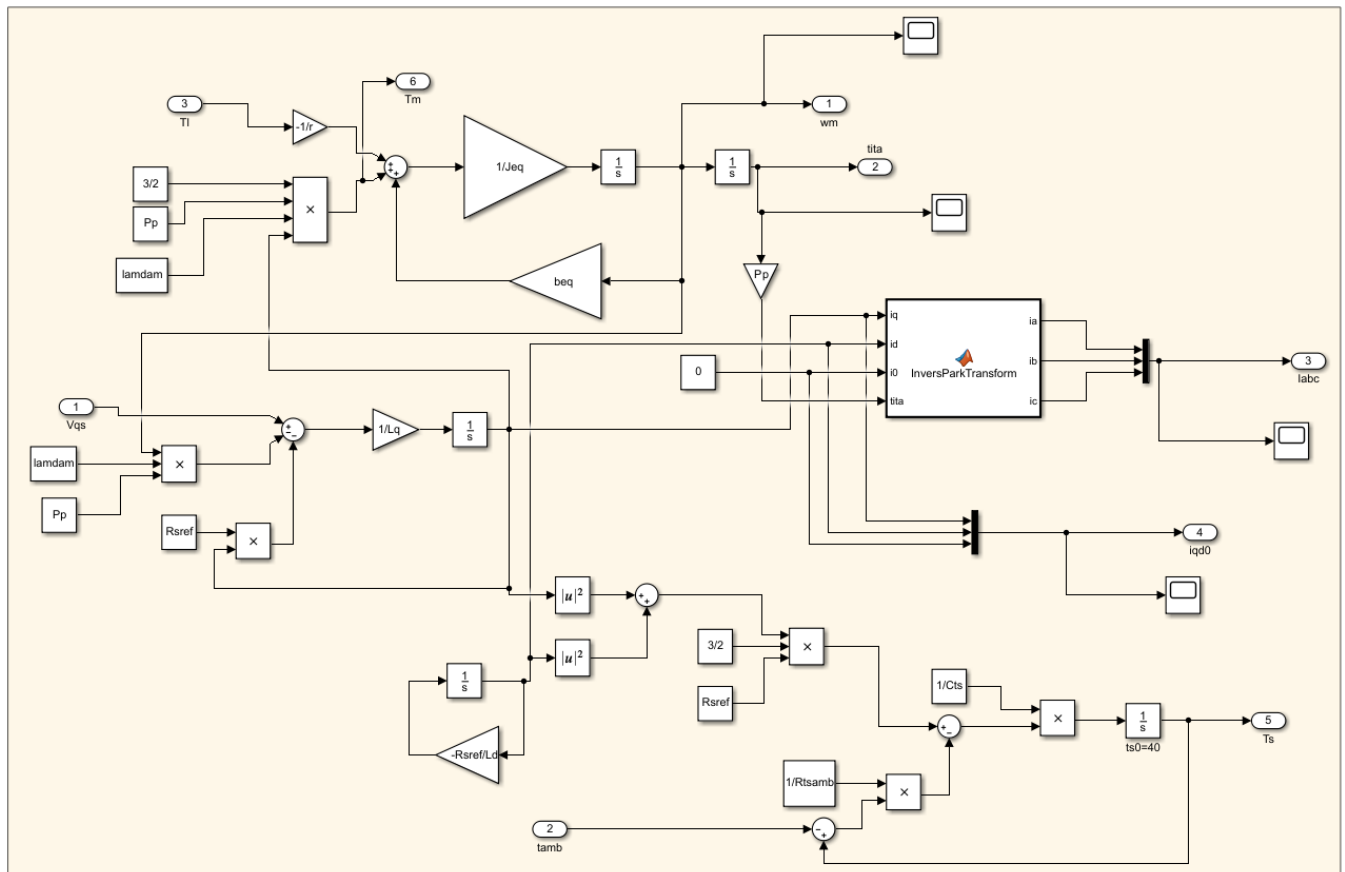 6
Tm
3
Tl
-1/r
1
wm
+
+
+
1/Jeq
1
s
1
s
tita
2
3/2
Pp
×
lamdam
beq
Pp
iq
id
i0
tita
ia
ib
ic
InversParkTransform
0
3
Iabc
1
Vqs
+
-
-
1/Lq
1
s
lamdam
×
Pp
Rsref
×
4
iqd0
|u|²
+
+
|u|²
3/2
×
Rsref
1
s
-Rsref/Ld
1/Cts
+
-
×
1
s
ts0=40
5
Ts
1/Rtsamb
×
2
tamb
-
+